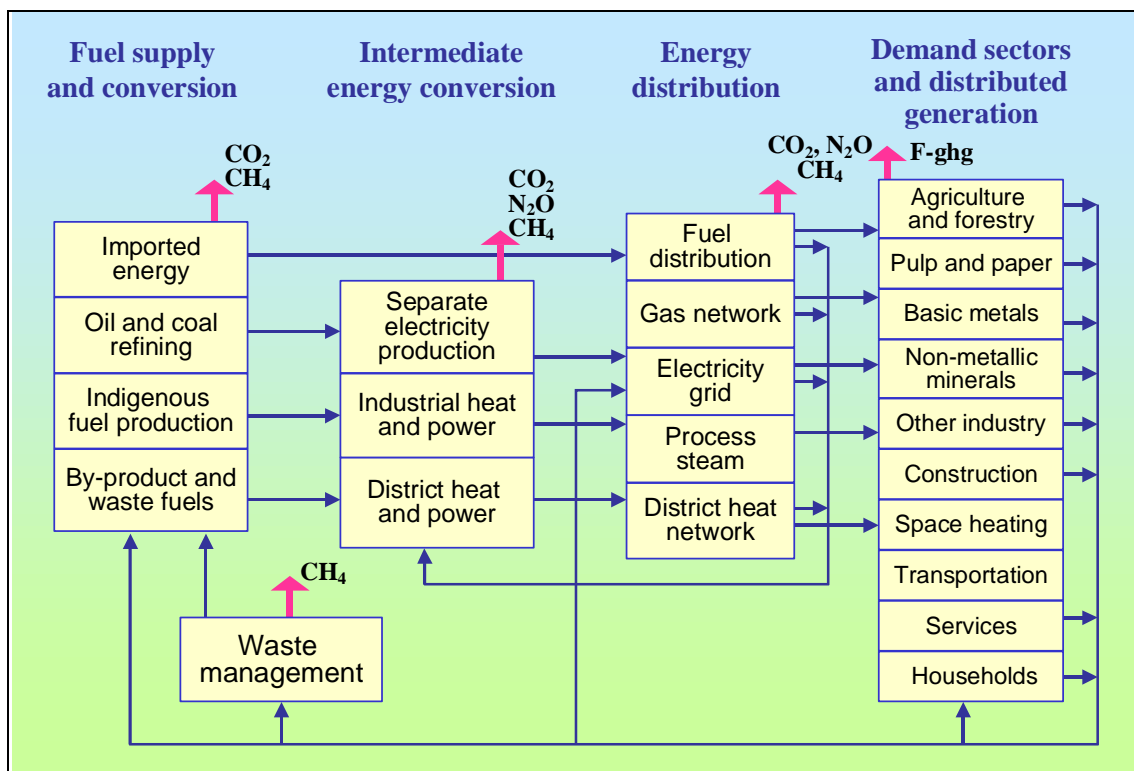 Fuel supply
and conversion
Intermediate
energy conversion
Energy
distribution
Demand sectors
and distributed
generation
CO₂
CH₄
CO₂
N₂O
CH₄
CO₂, N₂O
CH₄
F-ghg
Imported
energy
Oil and coal
refining
Indigenous
fuel production
By-product and
waste fuels
Separate
electricity
production
Industrial heat
and power
District heat
and power
Fuel
distribution
Gas network
Electricity
grid
Process
steam
District heat
network
Agriculture
and forestry
Pulp and paper
Basic metals
Non-metallic
minerals
Other industry
Construction
Space heating
Transportation
Services
Households
CH₄
Waste
management